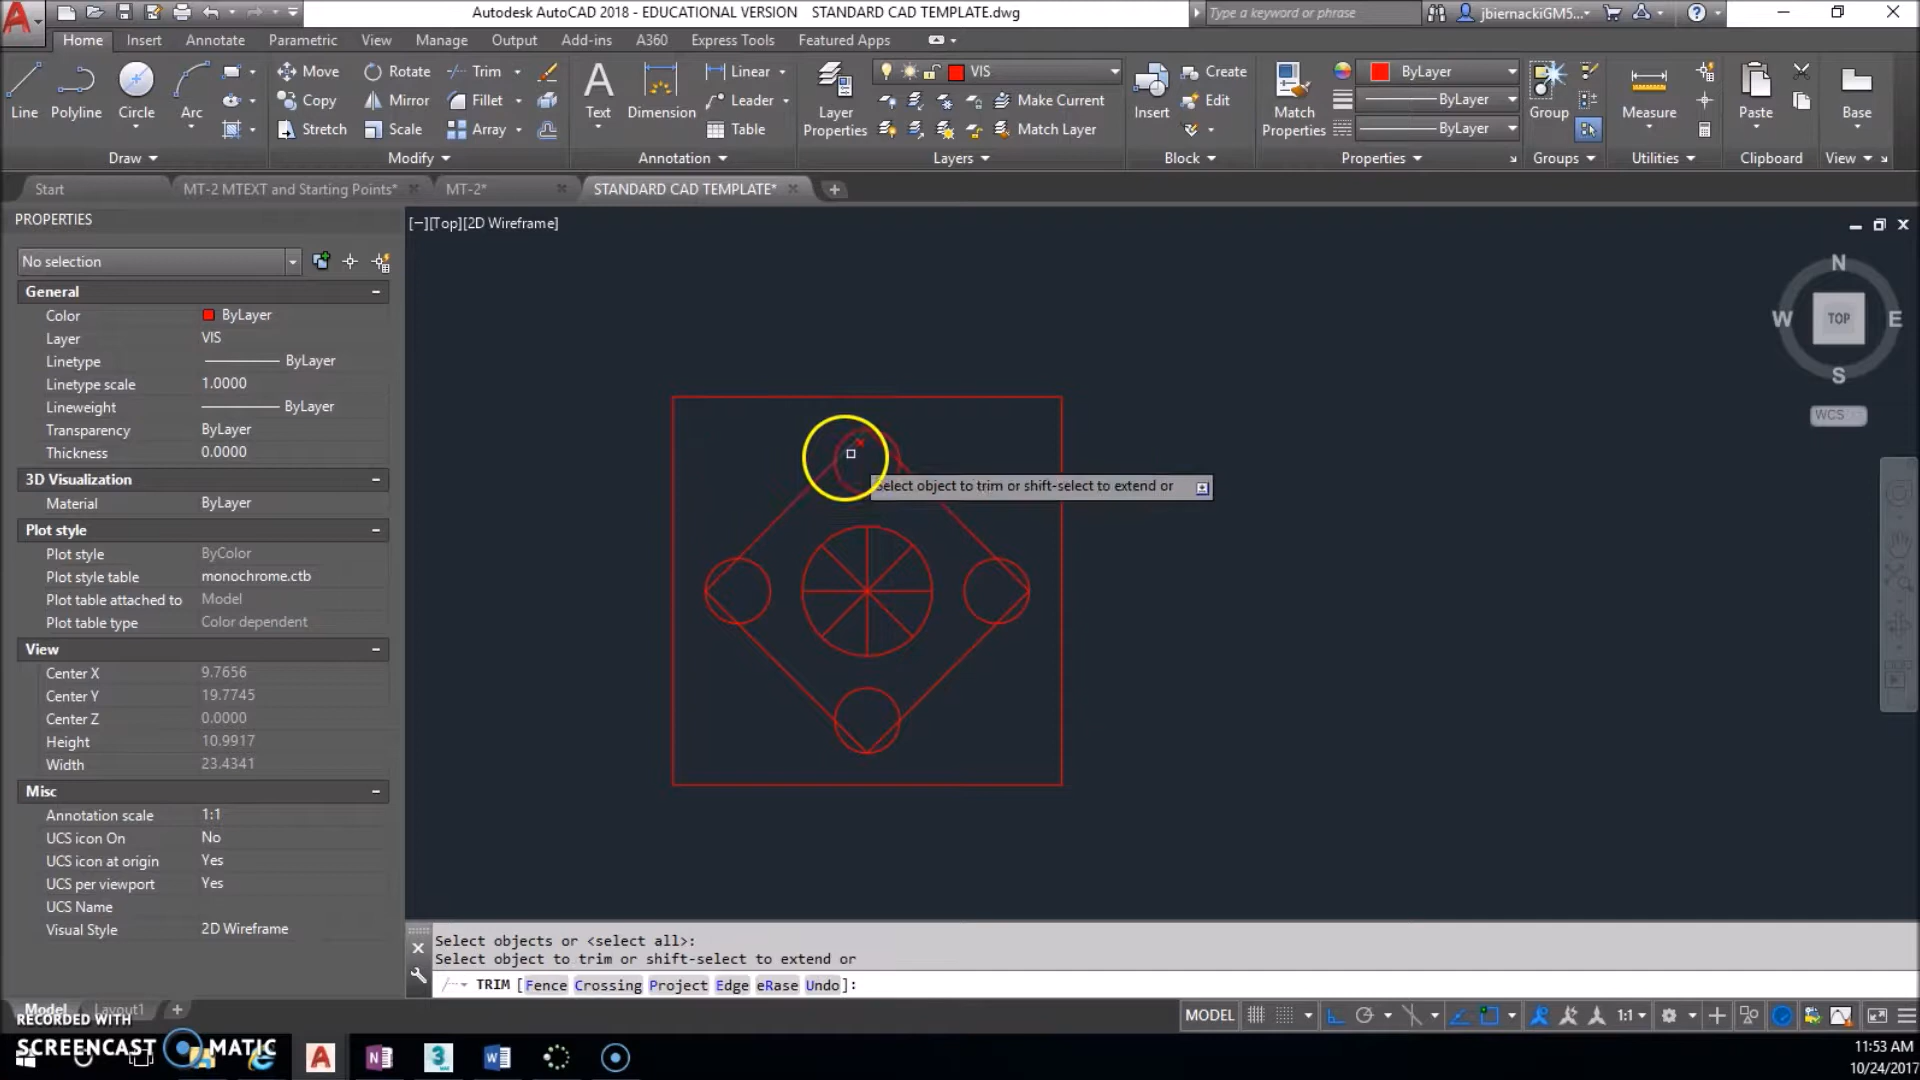 Autodesk AutoCAD 2018 - EDUCATIONAL VERSION STANDARD CAD TEMPLATE.dwg
Type a keyword or phrase
jbiernackiGM5...
Home Insert Annotate Parametric View Manage Output Add-ins A360 Express Tools Featured Apps
Line Polyline Circle Arc
Move Rotate Trim
Copy Mirror Fillet
Stretch Scale Array
Text Dimension
Linear
Leader
Table
Layer Properties
VIS
Make Current
Match Layer
Insert
Create
Edit
Match Properties
ByLayer
ByLayer
ByLayer
Group
Measure
Paste
Base
Draw Modify Annotation Layers Block Properties Groups Utilities Clipboard View
Start MT-2 MTEXT and Starting Points* MT-2* STANDARD CAD TEMPLATE*
PROPERTIES
No selection
General
Color ByLayer
Layer VIS
Linetype ByLayer
Linetype scale 1.0000
Lineweight ByLayer
Transparency ByLayer
Thickness 0.0000
3D Visualization
Material ByLayer
Plot style
Plot style ByColor
Plot style table monochrome.ctb
Plot table attached to Model
Plot table type Color dependent
View
Center X 9.7656
Center Y 19.7745
Center Z 0.0000
Height 10.9917
Width 23.4341
Misc
Annotation scale 1:1
UCS icon On No
UCS icon at origin Yes
UCS per viewport Yes
UCS Name
Visual Style 2D Wireframe
[−][Top][2D Wireframe]
N
W TOP E
S
WCS
Select object to trim or shift-select to extend or
Select objects or <select all>:
Select object to trim or shift-select to extend or
TRIM [Fence Crossing Project Edge eRase Undo]:
Model Layout1
MODEL 1:1
RECORDED WITH
SCREENCAST MATIC
11:53 AM
10/24/2017